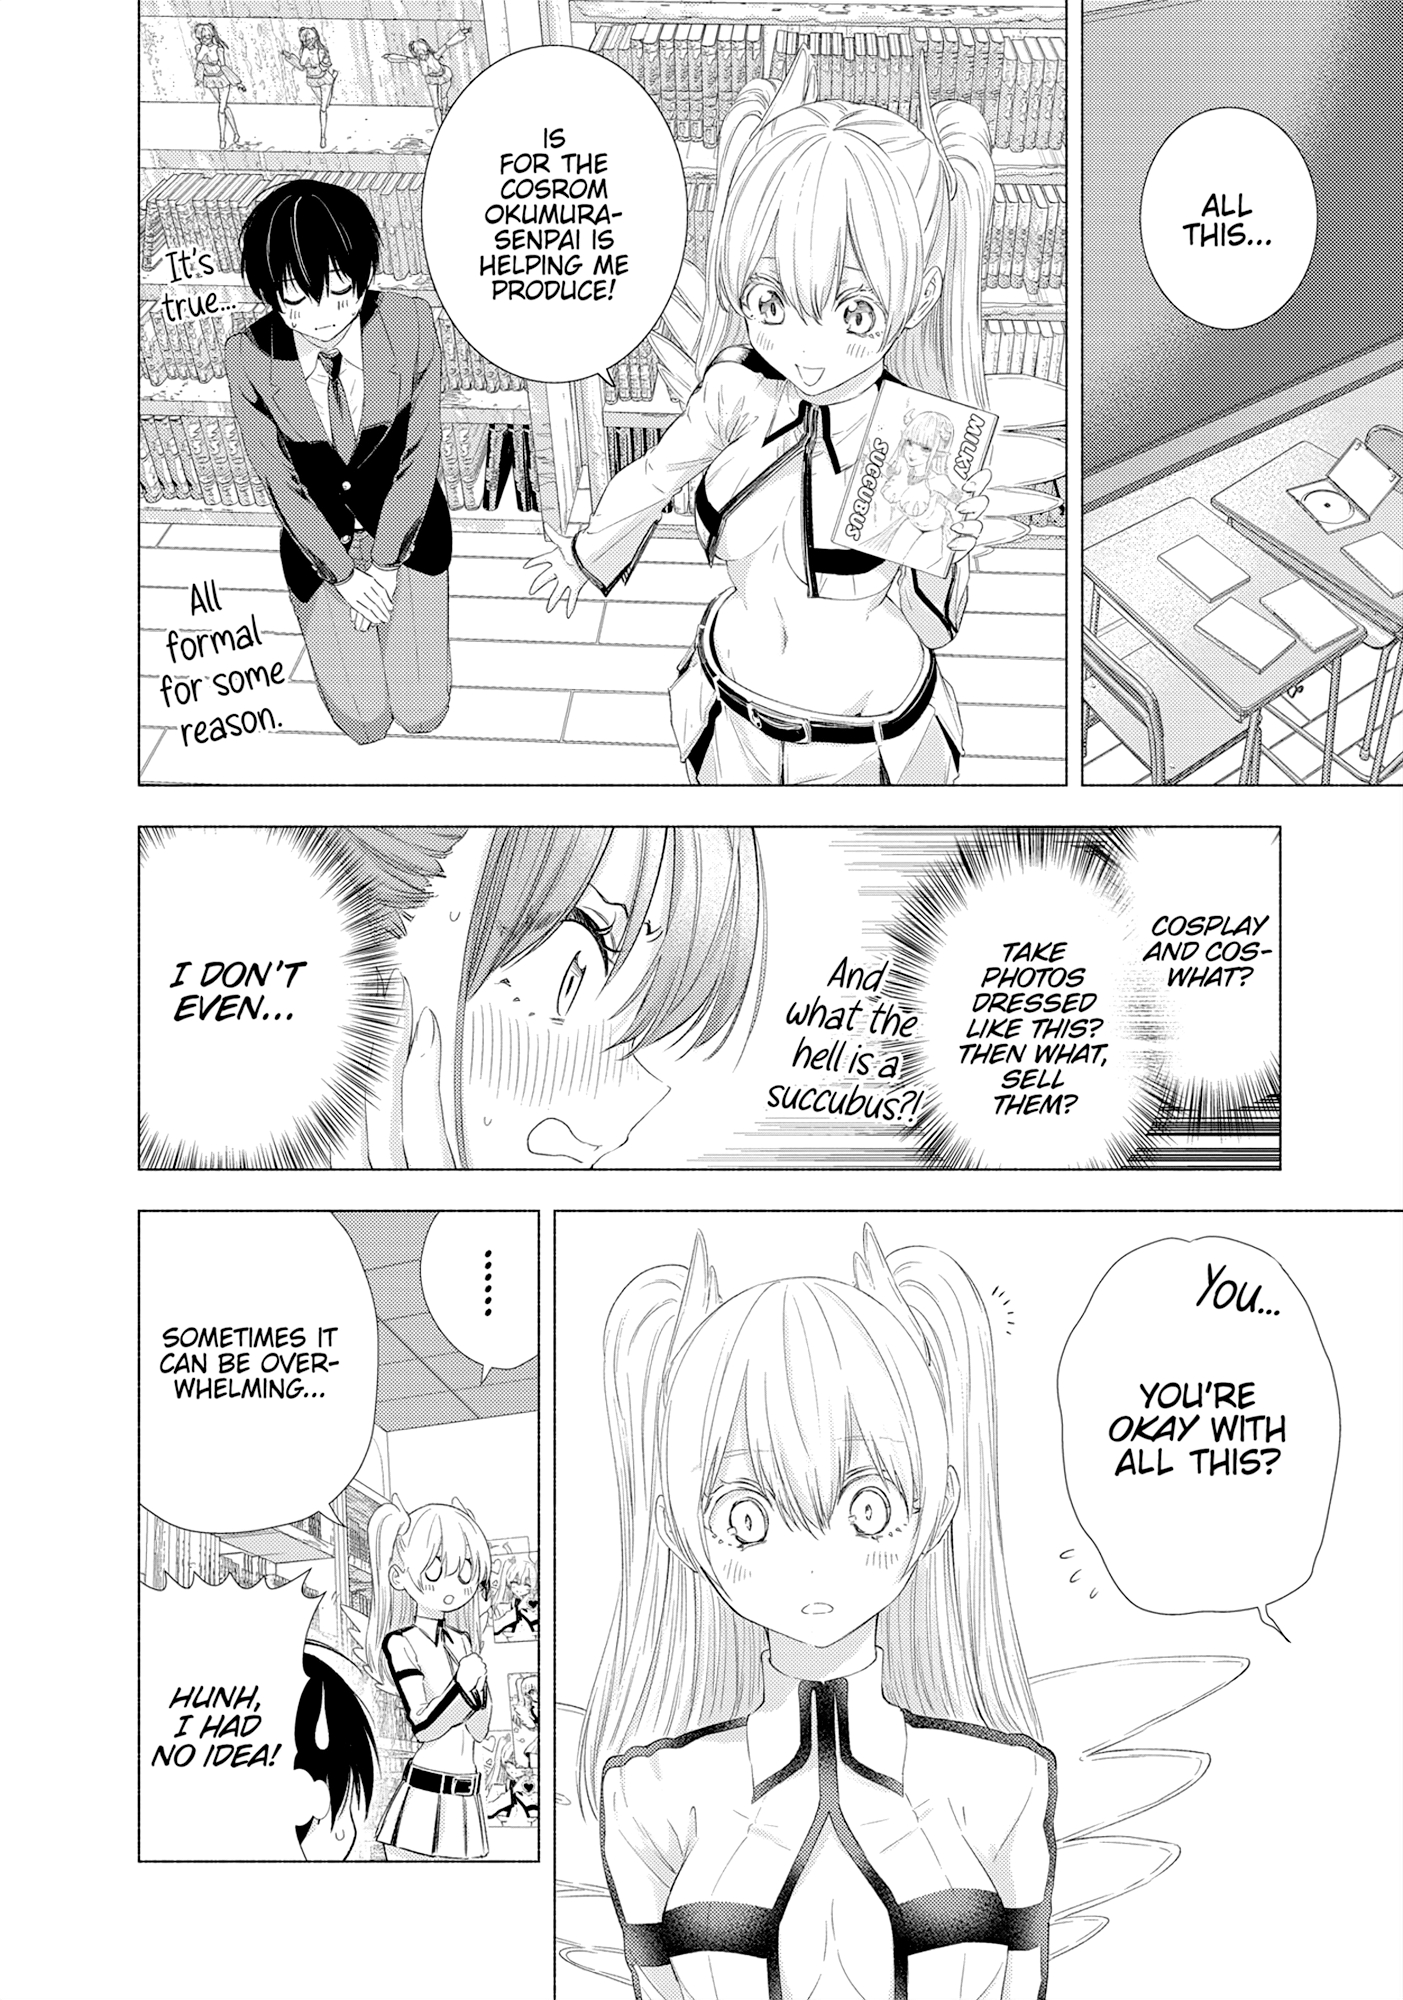 ALL
THIS...
IS
FOR THE
COSROM
OKUMURA-
SENPAI IS
HELPING ME
PRODUCE!
MILKY
SUCCUBUS
It's
true...
All
formal
for some
reason.
COSPLAY
AND COS-
WHAT?
TAKE
PHOTOS
DRESSED
LIKE THIS?
THEN WHAT,
SELL
THEM?
And
what the
hell is a
succubus?!
I DON'T
EVEN...
YOU...
YOU'RE
OKAY WITH
ALL THIS?
......
SOMETIMES IT
CAN BE OVER-
WHELMING...
HUNH,
I HAD
NO IDEA!